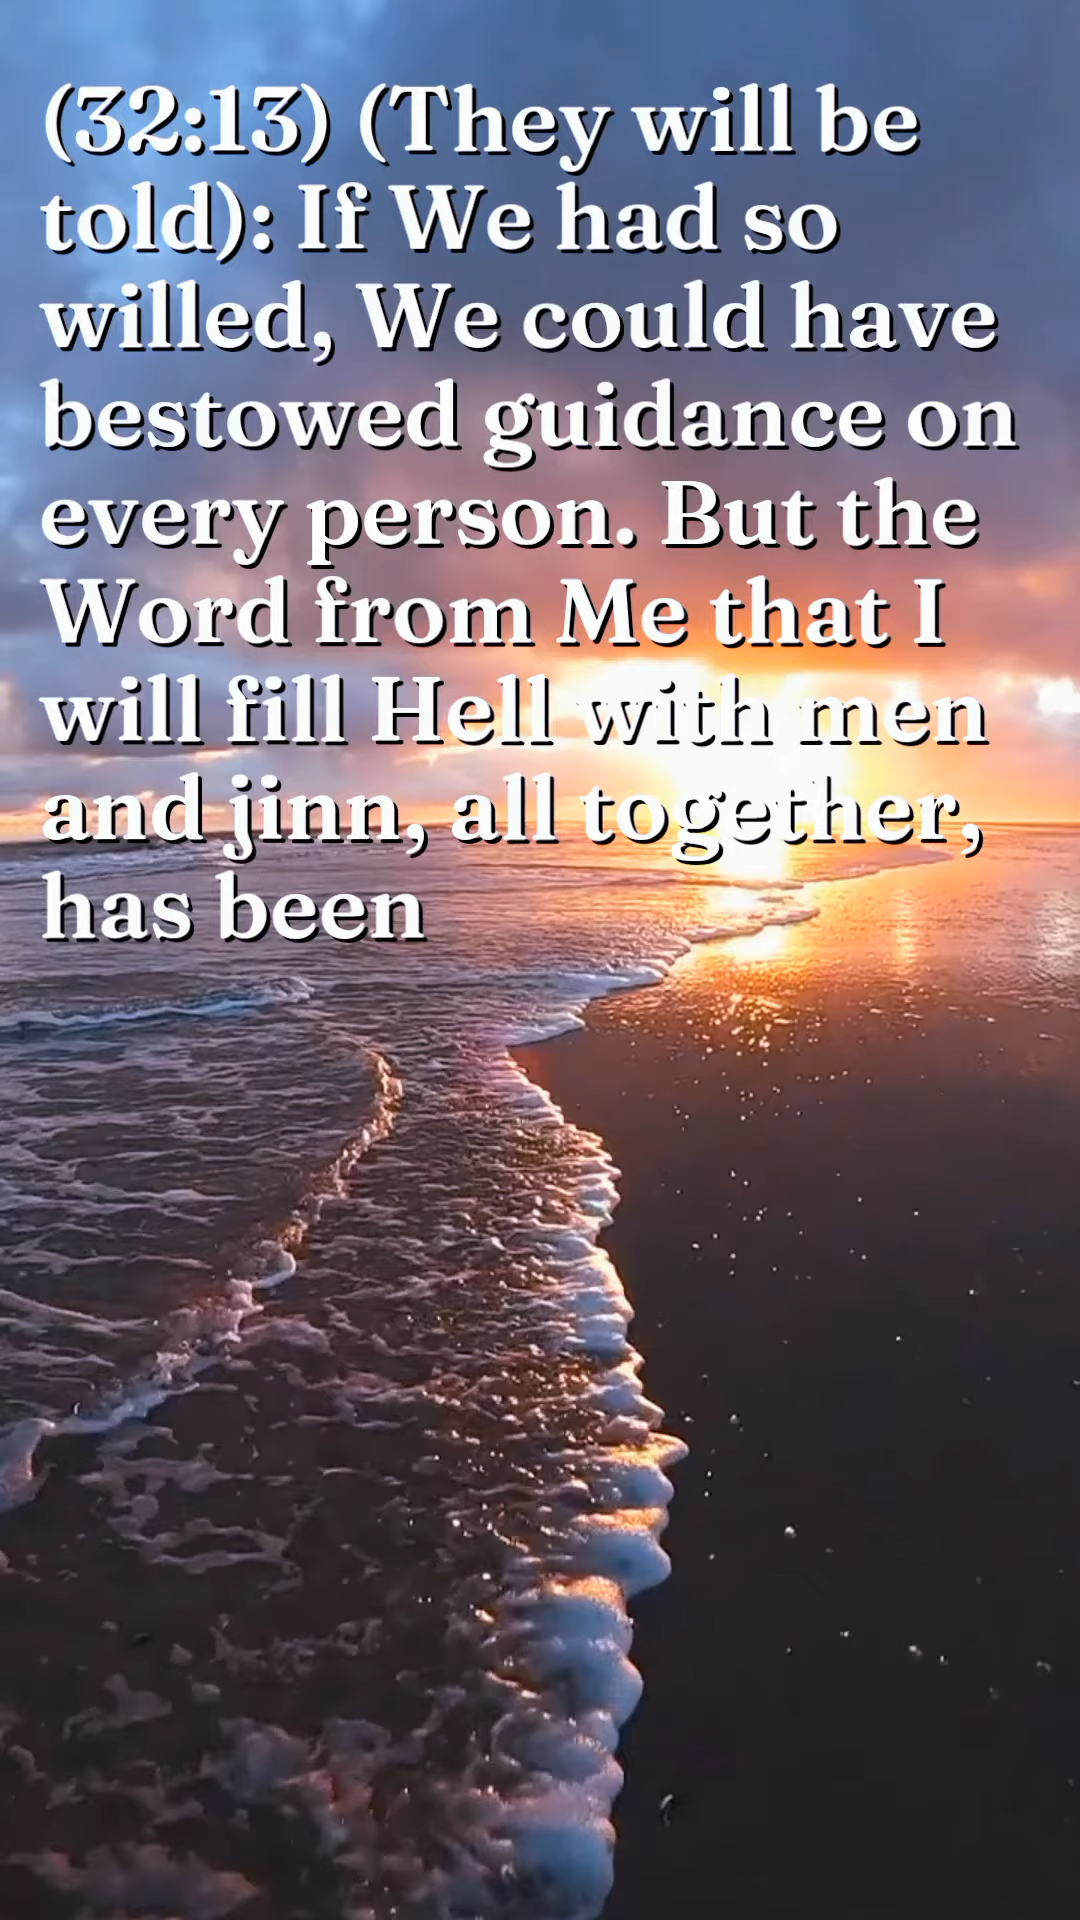 (32:13) (They will be
told): If We had so
willed, We could have
bestowed guidance on
every person. But the
Word from Me that I
will fill Hell with men
and jinn, all together,
has been